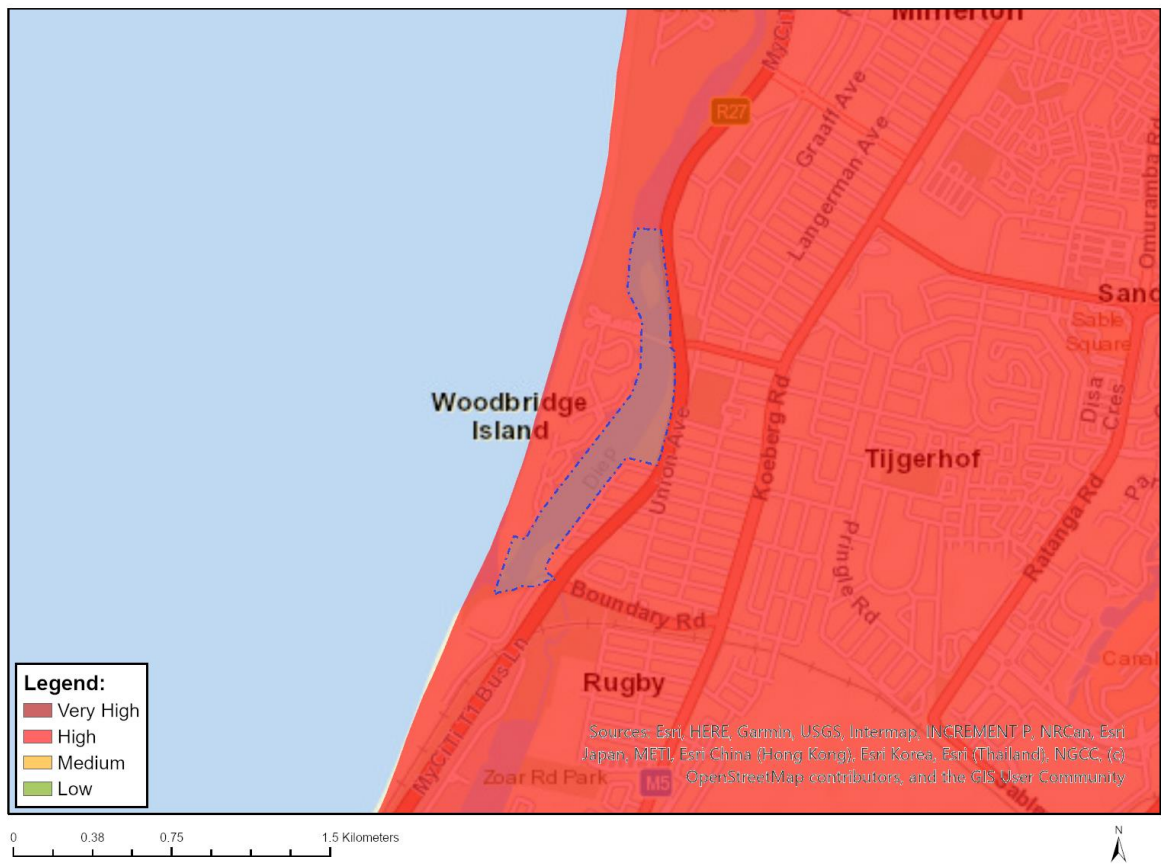 Milnerton
MyCiTi
R27
Graaff Ave
Langerman Ave
Omuramba Rd
Sand
Sable
Square
Disa
Cres
Woodbridge
Island
Diep
Union Ave
Koeberg Rd
Tijgerhof
Pa
Pringle Rd
Ratanga Rd
Boundary Rd
MyCiTi T1 Bus Ln
Rugby
Canal
Zoar Rd Park
M5
Sable
Legend:
Very High
High
Medium
Low
Sources: Esri, HERE, Garmin, USGS, Intermap, INCREMENT P, NRCan, Esri
Japan, METI, Esri China (Hong Kong), Esri Korea, Esri (Thailand), NGCC, (c)
OpenStreetMap contributors, and the GIS User Community
0 0.38 0.75 1.5 Kilometers
N